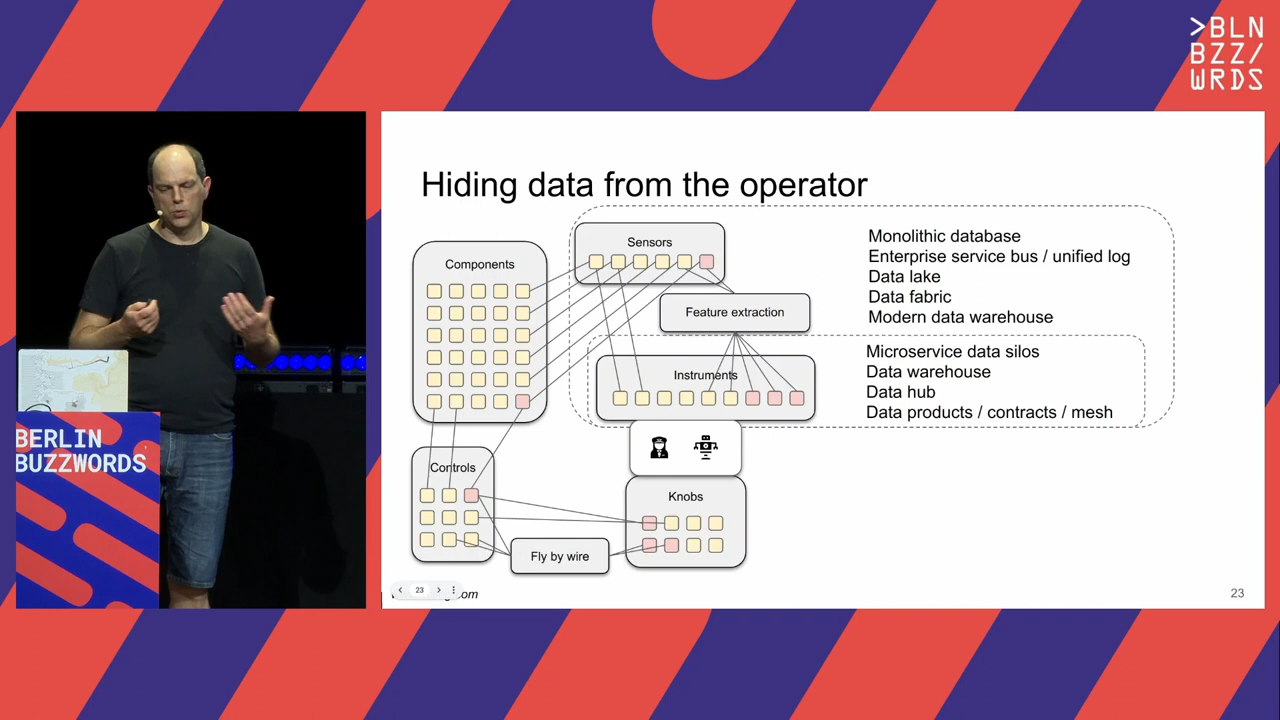 >BLN
BZZ/
WRDS
Hiding data from the operator
Sensors
Components
Feature extraction
Instruments
Controls
Knobs
Fly by wire
Monolithic database
Enterprise service bus / unified log
Data lake
Data fabric
Modern data warehouse
Microservice data silos
Data warehouse
Data hub
Data products / contracts / mesh
23
23
BERLIN
BUZZWORDS